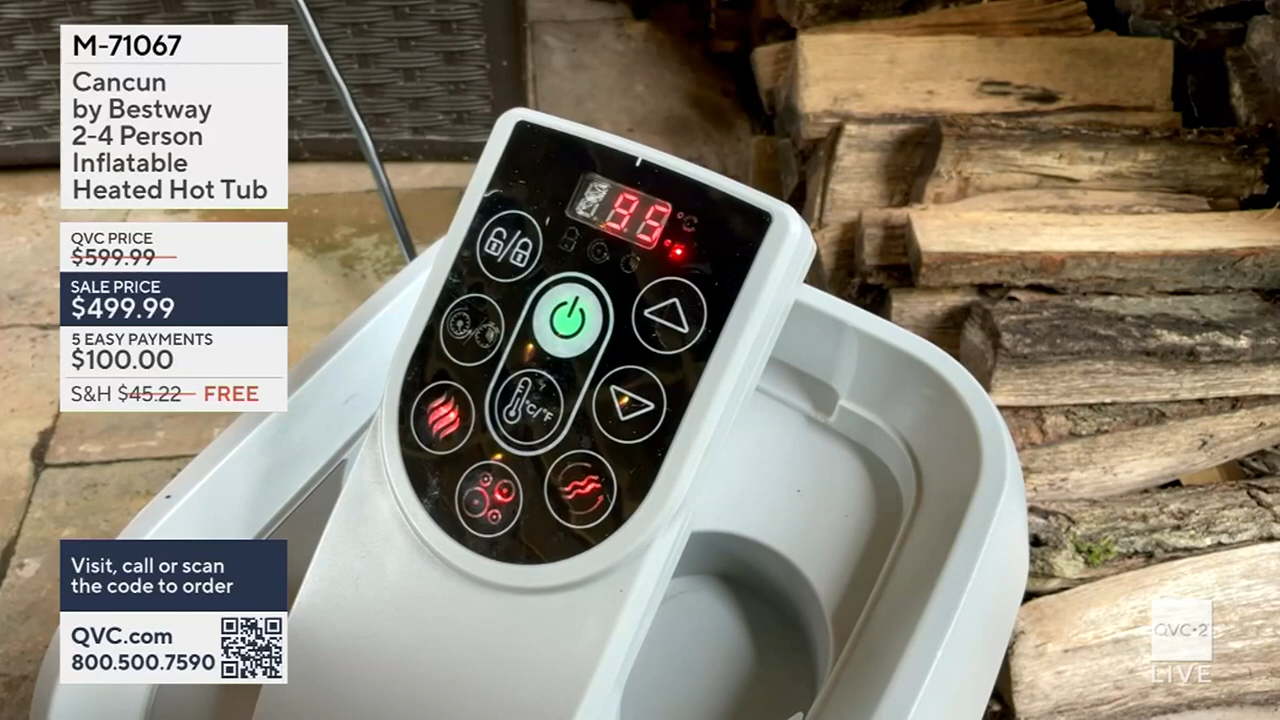 M-71067
Cancun
by Bestway
2-4 Person
Inflatable
Heated Hot Tub
QVC PRICE
$599.99
SALE PRICE
$499.99
5 EASY PAYMENTS
$100.00
S&H $45.22 FREE
Visit, call or scan
the code to order
QVC.com
800.500.7590
°C
°C/°F
QVC•2
LIVE